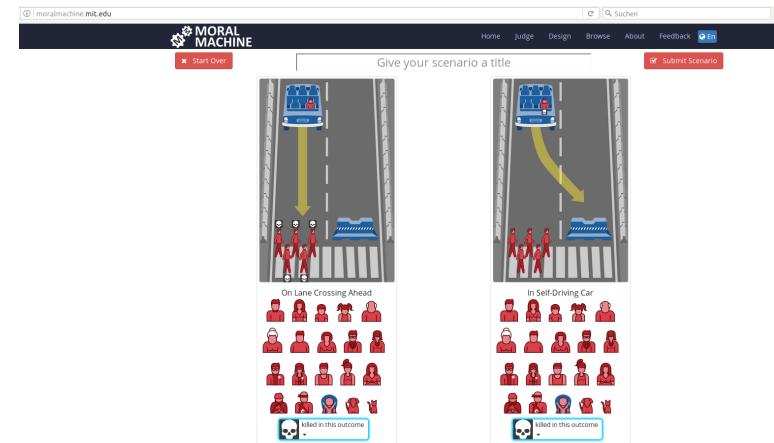 moralmachine.mit.edu
Suchen
MORAL
MACHINE
Home Judge Design Browse About Feedback En
Start Over
Give your scenario a title
Submit Scenario
On Lane Crossing Ahead
In Self-Driving Car
killed in this outcome
killed in this outcome